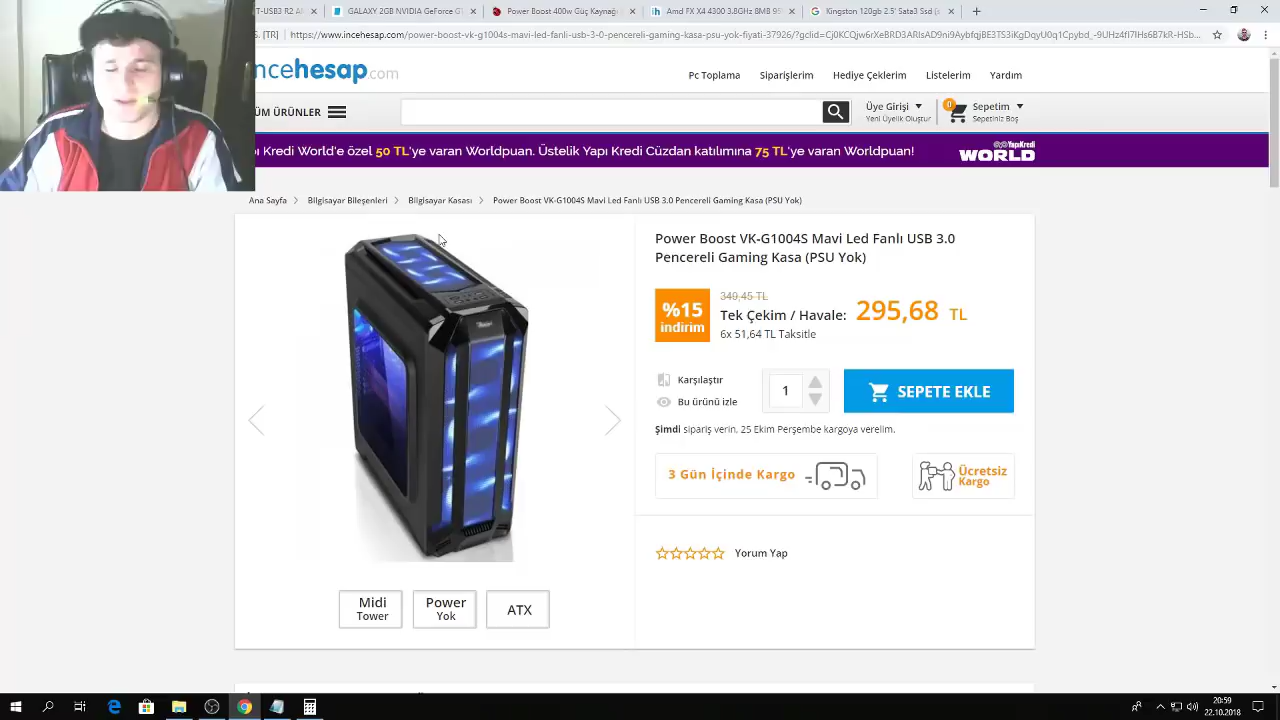 T-USB3 R2 A
GALAXY 2GB NVIDIA GeForce GT
Power Boost 400w Güç Kaynağı
Amd FX X4 4300 3.8GHz 8MB 95
Kingston 120gb 2.5' Sata3 Ssd (s
S. [TR]
https://www.incehesap.com/power-boost-vk-g1004s-mavi-led-fanli-usb-3-0-pencereli-gaming-kasa-psu-yok-fiyati-37926/
ncehesap.com
Pc Toplama
Siparişlerim
Hediye Çeklerim
Listelerim
Yardım
ÜM ÜRÜNLER
Üye Girişi
Yeni Üyelik Oluştur
0
Sepetim
Sepetiniz Boş
pı Kredi World'e özel 50 TL'ye varan Worldpuan. Üstelik Yapı Kredi Cüzdan katılımına 75 TL'ye varan Worldpuan!
YapıKredi
WORLD
Ana Sayfa
Bilgisayar Bileşenleri
Bilgisayar Kasası
Power Boost VK-G1004S Mavi Led Fanlı USB 3.0 Pencereli Gaming Kasa (PSU Yok)
Power Boost VK-G1004S Mavi Led Fanlı USB 3.0
Pencereli Gaming Kasa (PSU Yok)
%15
indirim
349,45 TL
Tek Çekim / Havale: 295,68 TL
6x 51,64 TL Taksitle
Karşılaştır
Bu ürünü izle
1
SEPETE EKLE
Şimdi sipariş verin. 25 Ekim Perşembe kargoya verelim.
3 Gün İçinde Kargo
Ücretsiz
Kargo
Yorum Yap
Midi
Tower
Power
Yok
ATX
20:59
22.10.2018